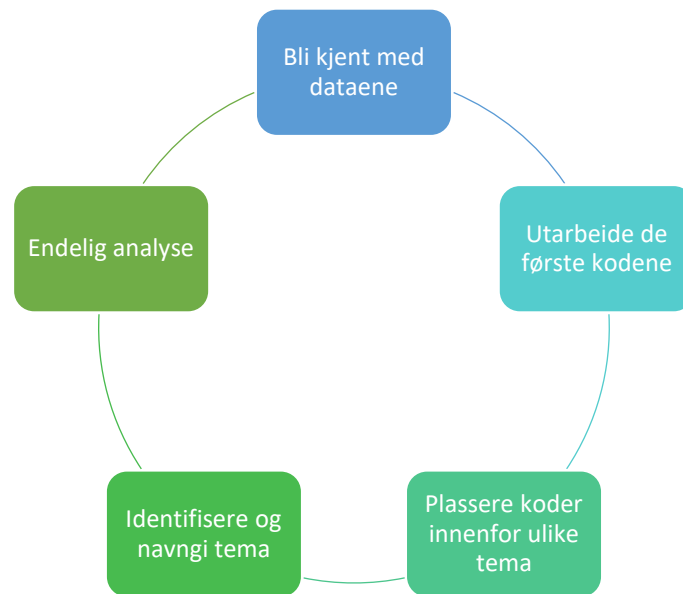 Bli kjent med
dataene
Utarbeide de
første kodene
Plassere koder
innenfor ulike
tema
Identifisere og
navngi tema
Endelig analyse